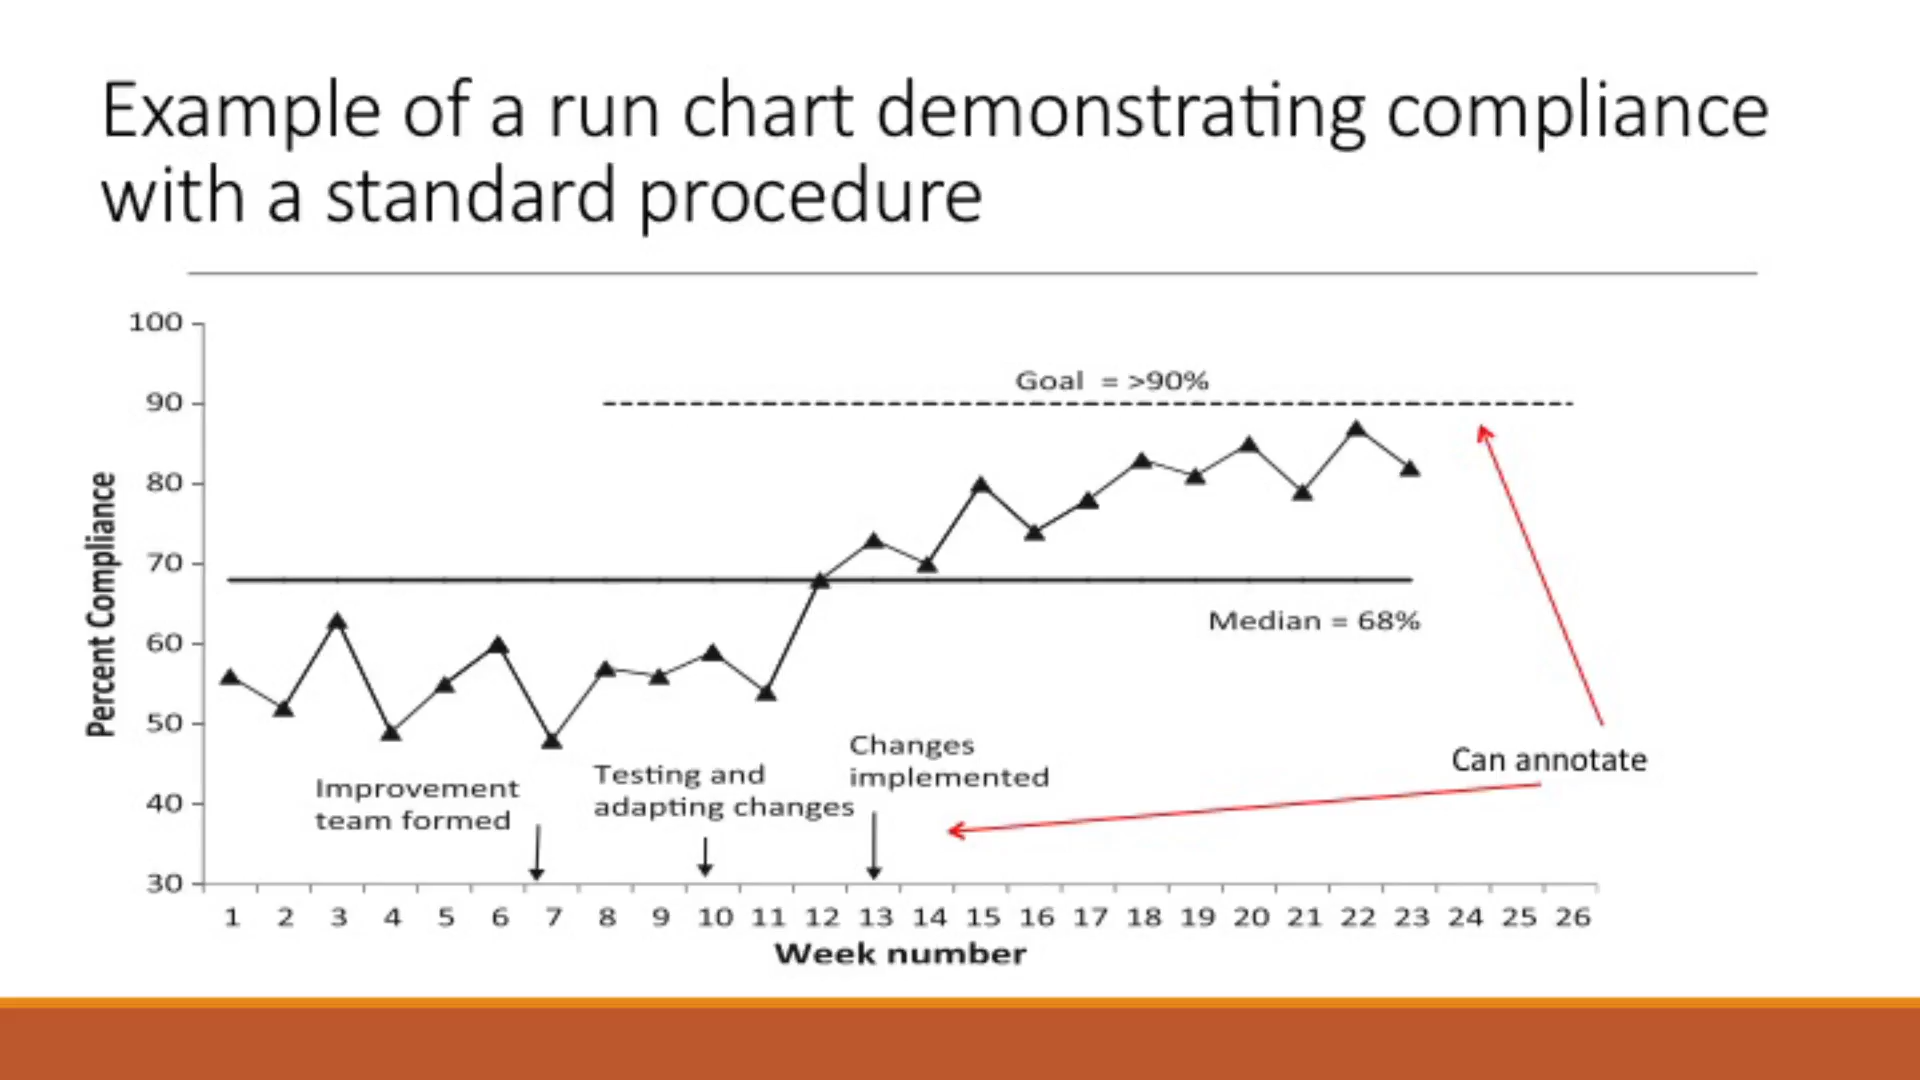 Example of a run chart demonstrating compliance
with a standard procedure
100
90
80
70
60
50
40
30
Percent Compliance
Goal = >90%
Median = 68%
Improvement
team formed
Testing and
adapting changes
Changes
implemented
Can annotate
1 2 3 4 5 6 7 8 9 10 11 12 13 14 15 16 17 18 19 20 21 22 23 24 25 26
Week number